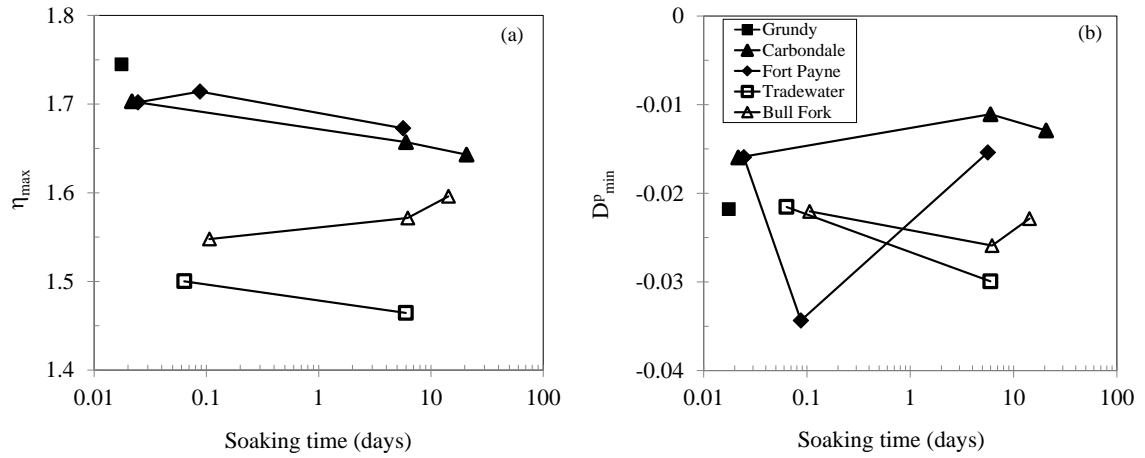 1.8
1.7
1.6
1.5
1.4
0.01
0.1
1
10
100
ηmax
Soaking time (days)
(a)
0
-0.01
-0.02
-0.03
-0.04
0.01
0.1
1
10
100
Dᵖmin
Soaking time (days)
(b)
Grundy
Carbondale
Fort Payne
Tradewater
Bull Fork